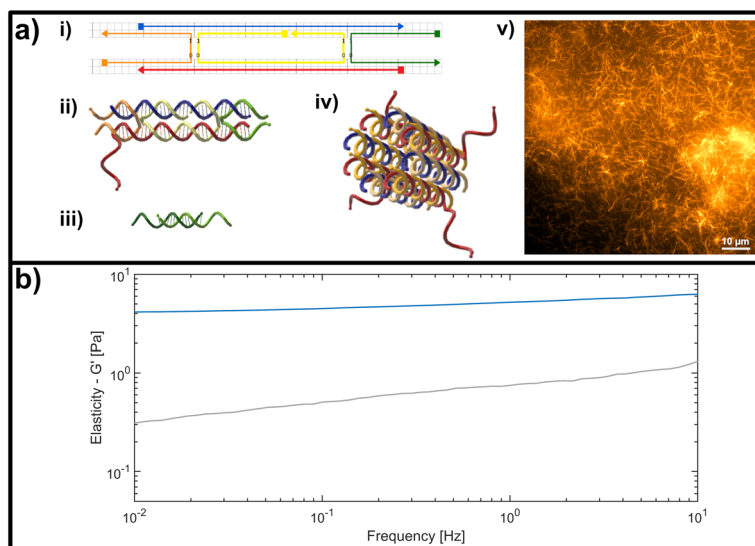 a)
i)
ii)
iii)
iv)
v)
10 µm
b)
Elasticity - G' [Pa]
10¹
10⁰
10⁻¹
10⁻²
10⁻¹
10⁰
10¹
Frequency [Hz]